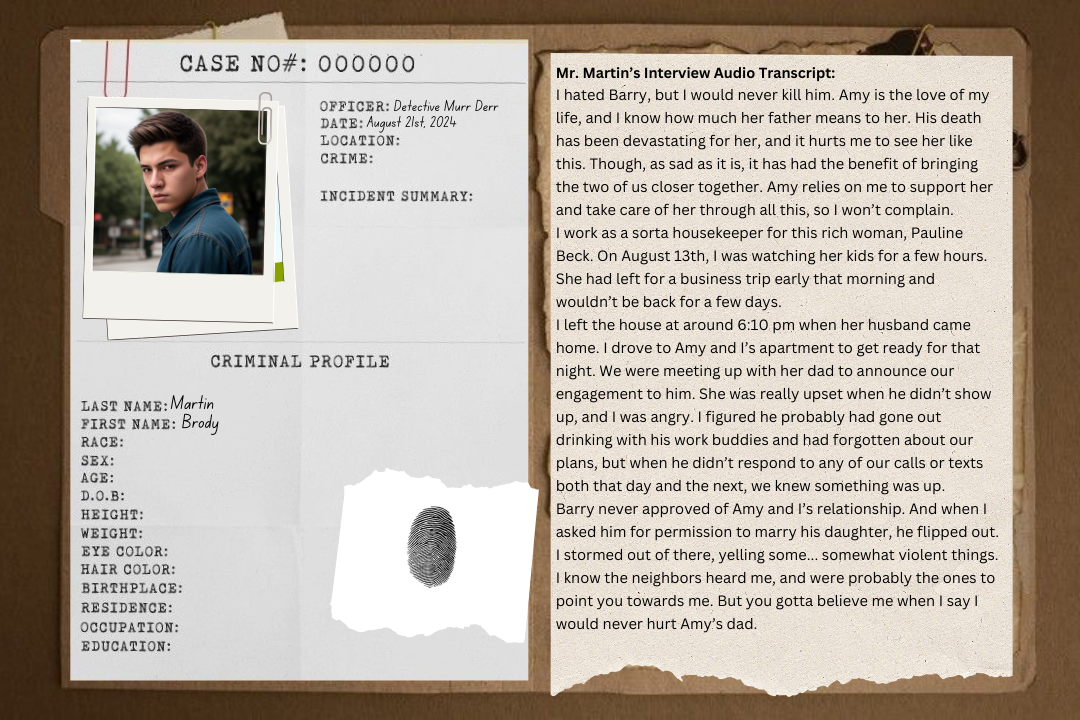 CASE NO#: 000000
OFFICER: Detective Murr Derr
DATE: August 21st, 2024
LOCATION:
CRIME:
INCIDENT SUMMARY:
CRIMINAL PROFILE
LAST NAME: Martin
FIRST NAME: Brody
RACE:
SEX:
AGE:
D.O.B:
HEIGHT:
WEIGHT:
EYE COLOR:
HAIR COLOR:
BIRTHPLACE:
RESIDENCE:
OCCUPATION:
EDUCATION:
Mr. Martin’s Interview Audio Transcript:
I hated Barry, but I would never kill him. Amy is the love of my
life, and I know how much her father means to her. His death
has been devastating for her, and it hurts me to see her like
this. Though, as sad as it is, it has had the benefit of bringing
the two of us closer together. Amy relies on me to support her
and take care of her through all this, so I won’t complain.
I work as a sorta housekeeper for this rich woman, Pauline
Beck. On August 13th, I was watching her kids for a few hours.
She had left for a business trip early that morning and
wouldn’t be back for a few days.
I left the house at around 6:10 pm when her husband came
home. I drove to Amy and I’s apartment to get ready for that
night. We were meeting up with her dad to announce our
engagement to him. She was really upset when he didn’t show
up, and I was angry. I figured he probably had gone out
drinking with his work buddies and had forgotten about our
plans, but when he didn’t respond to any of our calls or texts
both that day and the next, we knew something was up.
Barry never approved of Amy and I’s relationship. And when I
asked him for permission to marry his daughter, he flipped out.
I stormed out of there, yelling some... somewhat violent things.
I know the neighbors heard me, and were probably the ones to
point you towards me. But you gotta believe me when I say I
would never hurt Amy’s dad.